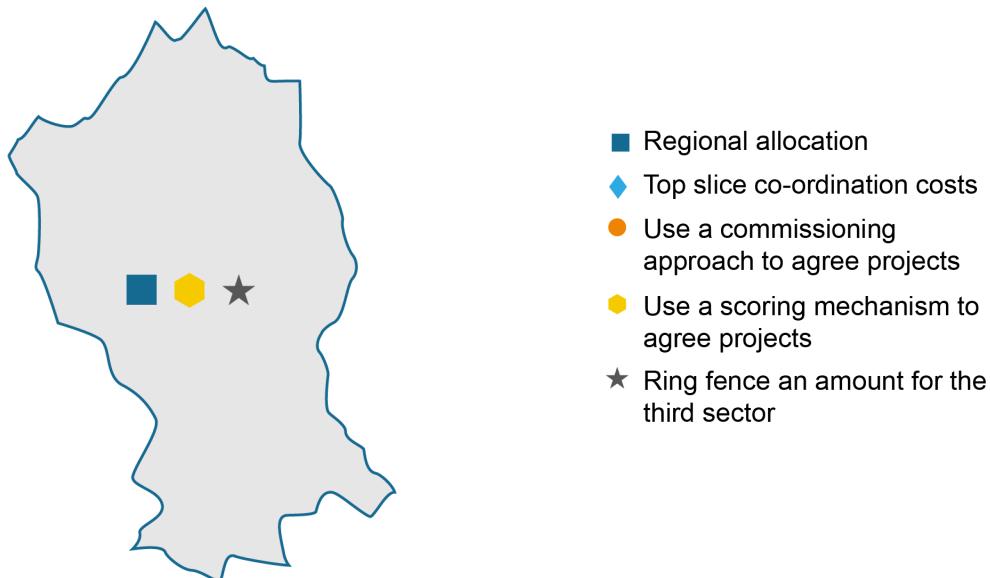 Regional allocation
Top slice co-ordination costs
Use a commissioning
approach to agree projects
Use a scoring mechanism to
agree projects
Ring fence an amount for the
third sector